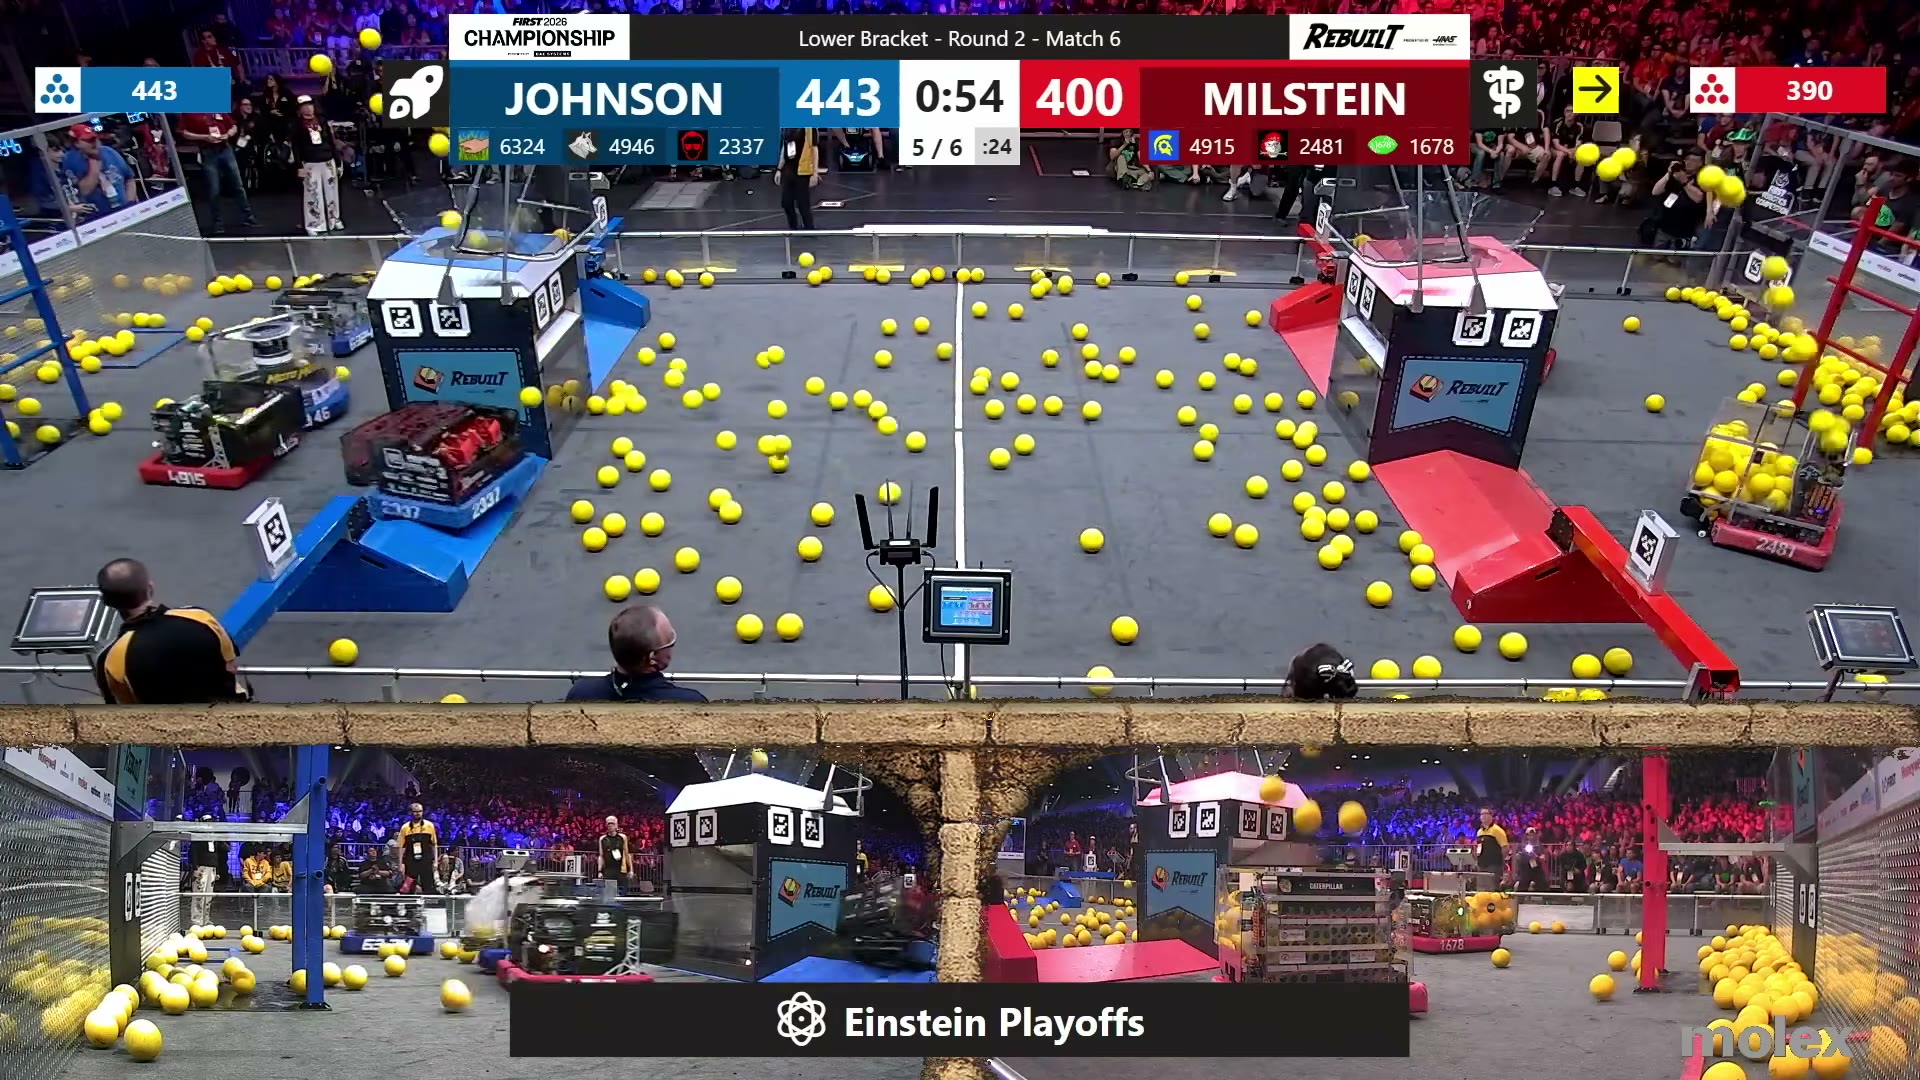 FIRST 2026
CHAMPIONSHIP
Lower Bracket - Round 2 - Match 6
REBUILT
443
JOHNSON
443
0:54
400
MILSTEIN
390
6324
4946
2337
5 / 6
:24
4915
2481
1678
REBUILT
REBUILT
4915
2337
2337
2481
REBUILT
REBUILT
CATERPILLAR
1678
Einstein Playoffs
molex